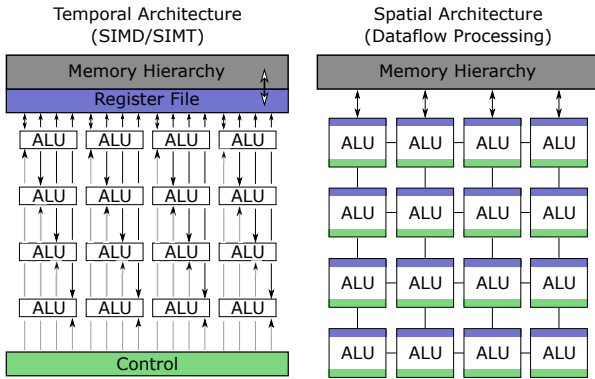 Temporal Architecture
(SIMD/SIMT)
Memory Hierarchy
Register File
ALU ALU ALU ALU
ALU ALU ALU ALU
ALU ALU ALU ALU
ALU ALU ALU ALU
Control
Spatial Architecture
(Dataflow Processing)
Memory Hierarchy
ALU ALU ALU ALU
ALU ALU ALU ALU
ALU ALU ALU ALU
ALU ALU ALU ALU